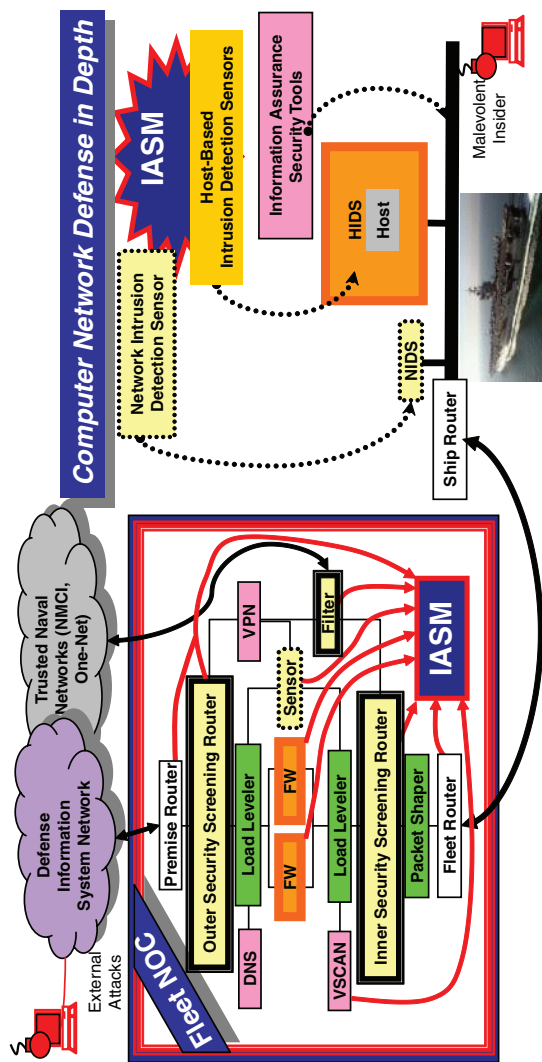 Computer Network Defense in Depth
External
Attacks
Defense
Information
System Network
Trusted Naval
Networks (NMCI,
One-Net)
Network Intrusion
Detection Sensor
IASM
Host-Based
Intrusion Detection Sensors
Information Assurance
Security Tools
Fleet NOC
Premise Router
Outer Security Screening Router
DNS
Load Leveler
VPN
FW
FW
Sensor
Filter
VSCAN
Load Leveler
Inner Security Screening Router
Packet Shaper
Fleet Router
IASM
Ship Router
NIDS
HIDS
Host
Malevolent
Insider